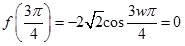 f(3π/4) = −2√2cos 3wπ/4 = 0